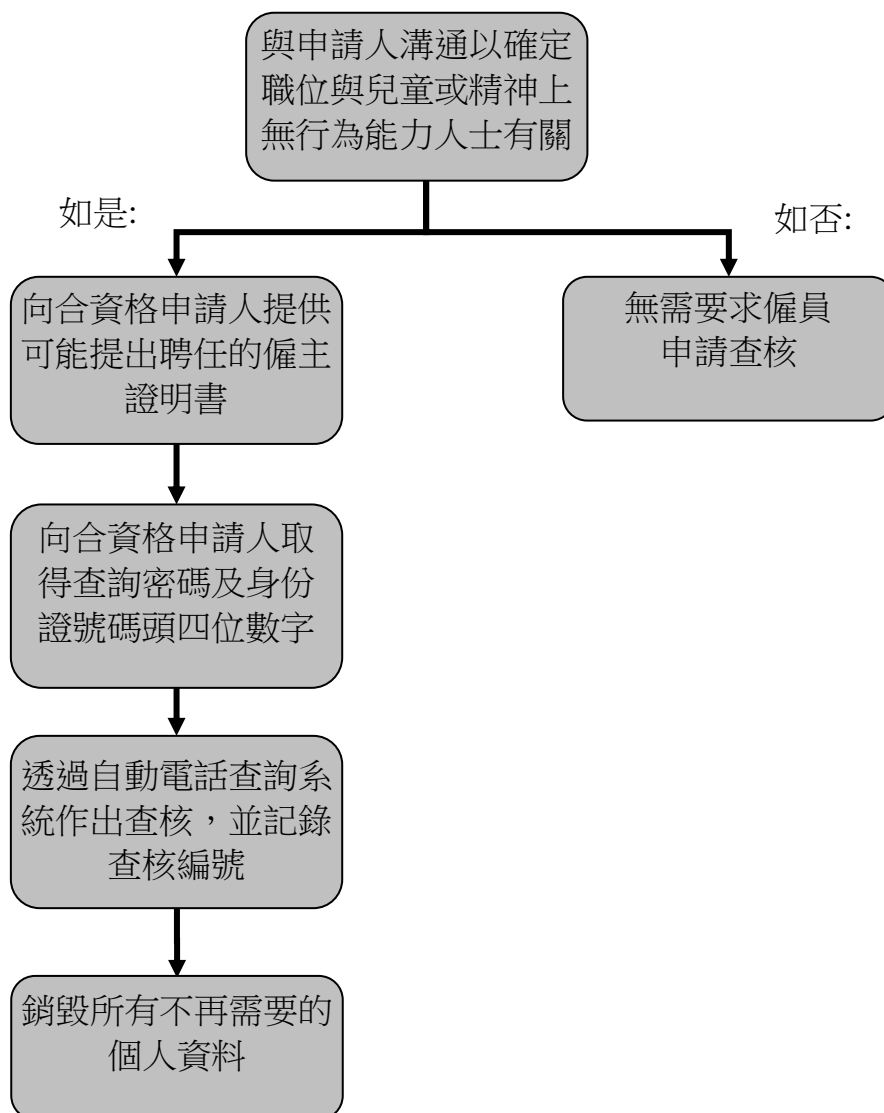 與申請人溝通以確定
職位與兒童或精神上
無行為能力人士有關
如是:
如否:
向合資格申請人提供
可能提出聘任的僱主
證明書
無需要求僱員
申請查核
向合資格申請人取
得查詢密碼及身份
證號碼頭四位數字
透過自動電話查詢系
統作出查核，並記錄
查核編號
銷毀所有不再需要的
個人資料